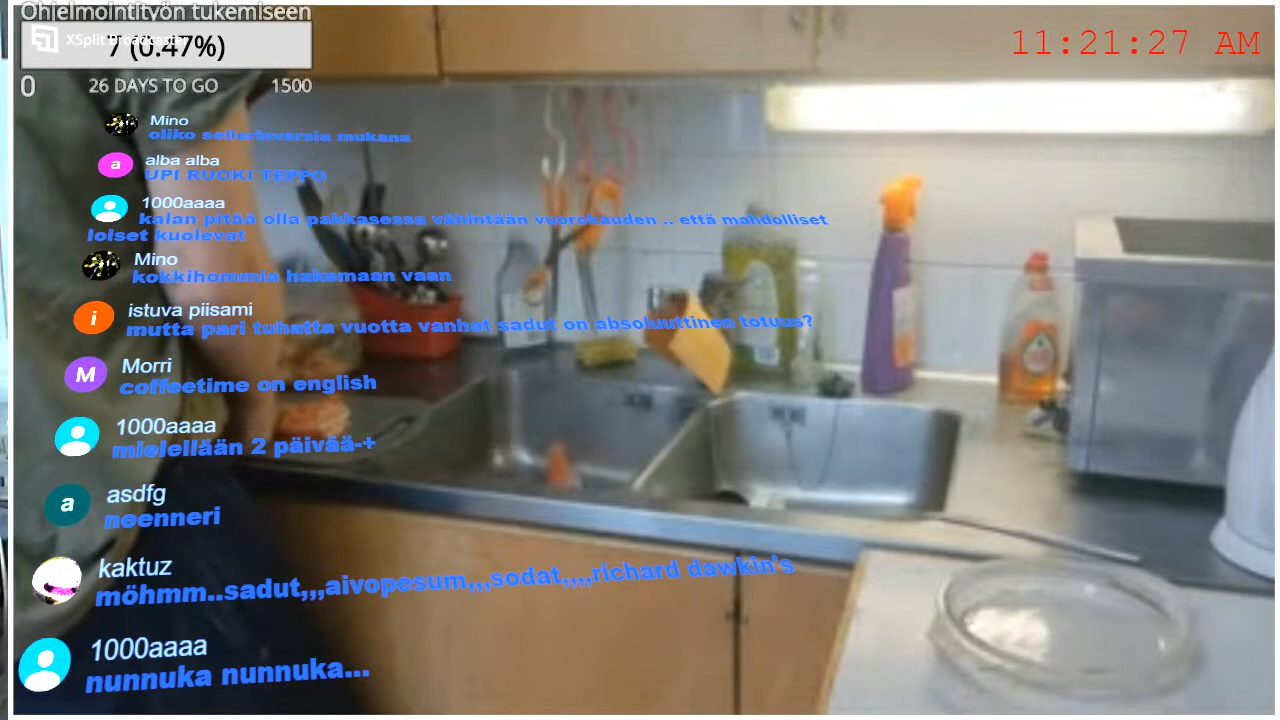 Ohjelmointityön tukemiseen
XSplit Broadcaster
7 (0.47%)
0 26 DAYS TO GO 1500
11:21:27 AM
Mino
oliko mukana
a alba alba
UPI RUOKI TEPPO
1000aaaa
kalan pitää olla pakkasessa vähintään vuorokauden .. että mahdolliset
loiset kuolevat
Mino
kokkihommia hakemaan vaan
i istuva piisami
mutta pari tuhatta vuotta vanhat sadut on absoluuttinen totuus?
M Morri
coffeetime on english
1000aaaa
mielellään 2 päivää-+
a asdfg
neenneri
kaktuz
möhmm..sadut,,,aivopesum,,,sodat,,,,richard dawkin's
1000aaaa
nunnuka nunnuka...